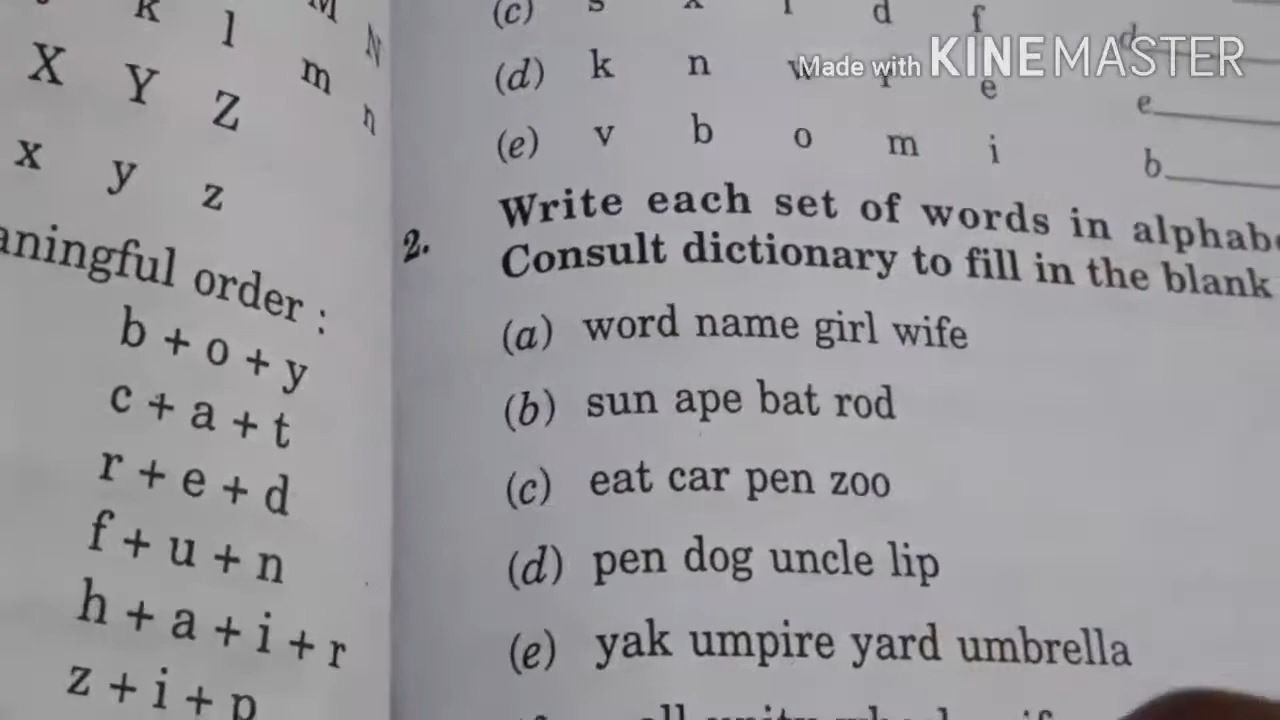 k l M N
X Y Z m n
x y z
order :
b + o + y
c + a + t
r + e + d
f + u + n
h + a + i + r
z + i + p
(c) s x l d f d
(d) k n w r e e
(e) v b o m i b
Made with KINEMASTER
2. Write each set of words in
Consult dictionary to fill in the blank
(a) word name girl wife
(b) sun ape bat rod
(c) eat car pen zoo
(d) pen dog uncle lip
(e) yak umpire yard umbrella